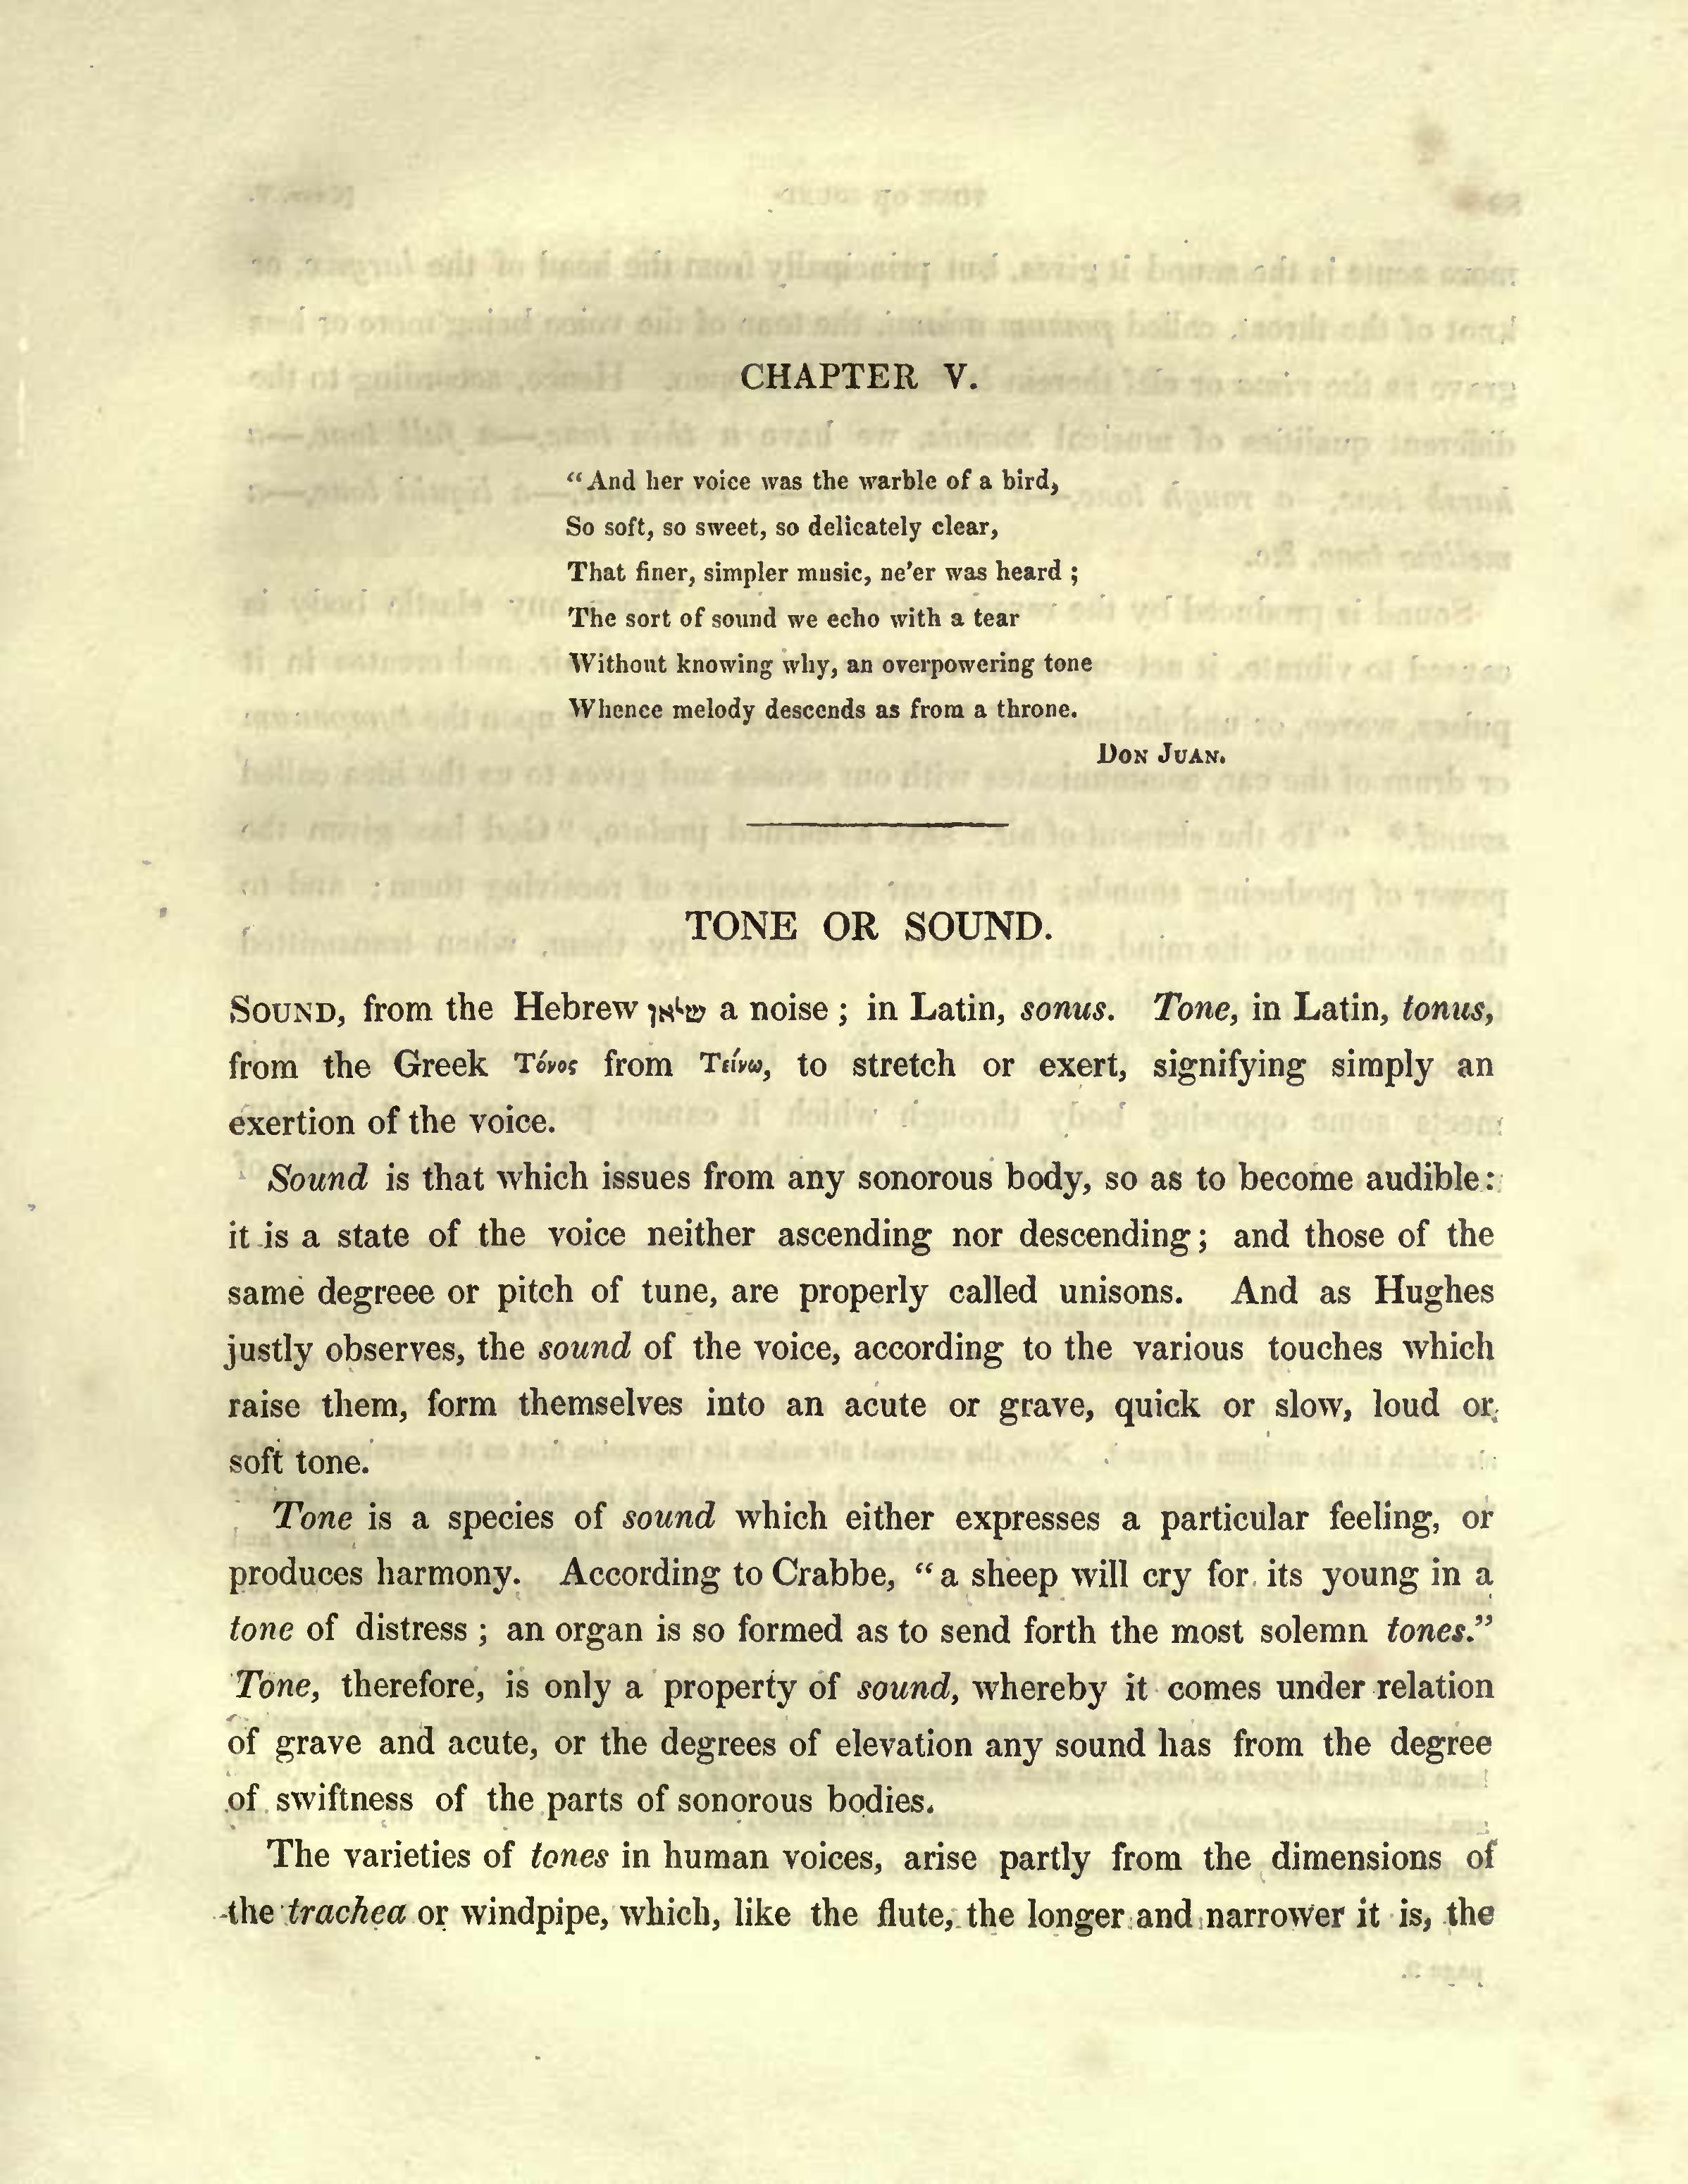 CHAPTER V.
“And her voice was the warble of a bird,
So soft, so sweet, so delicately clear,
That finer, simpler music, ne’er was heard ;
The sort of sound we echo with a tear
Without knowing why, an overpowering tone
Whence melody descends as from a throne.
DON JUAN.
TONE OR SOUND.
SOUND, from the Hebrew a noise ; in Latin, sonus. Tone, in Latin, tonus,
from the Greek Τόνος from Τείνω, to stretch or exert, signifying simply an
exertion of the voice.
Sound is that which issues from any sonorous body, so as to become audible:
it is a state of the voice neither ascending nor descending; and those of the
same degreee or pitch of tune, are properly called unisons. And as Hughes
justly observes, the sound of the voice, according to the various touches which
raise them, form themselves into an acute or grave, quick or slow, loud or
soft tone.
Tone is a species of sound which either expresses a particular feeling, or
produces harmony. According to Crabbe, “a sheep will cry for its young in a
tone of distress ; an organ is so formed as to send forth the most solemn tones.”
Tone, therefore, is only a property of sound, whereby it comes under relation
of grave and acute, or the degrees of elevation any sound has from the degree
of swiftness of the parts of sonorous bodies.
The varieties of tones in human voices, arise partly from the dimensions of
the trachea or windpipe, which, like the flute, the longer and narrower it is, the